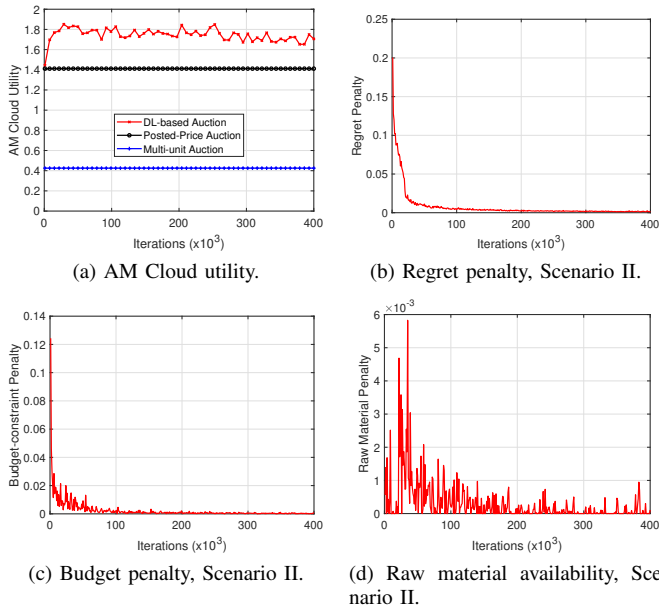 2
1.8
1.6
1.4
1.2
1
0.8
0.6
0.4
0.2
0
AM Cloud Utility
DL-based Auction
Posted-Price Auction
Multi-unit Auction
0 100 200 300 400
Iterations (x10³)
(a) AM Cloud utility.
0.25
0.2
0.15
0.1
0.05
0
Regret Penalty
0 100 200 300 400
Iterations (x10³)
(b) Regret penalty, Scenario II.
0.14
0.12
0.1
0.08
0.06
0.04
0.02
0
Budget-constraint Penalty
0 100 200 300 400
Iterations (x10³)
(c) Budget penalty, Scenario II.
×10⁻³
6
5
4
3
2
1
0
Raw Material Penalty
0 100 200 300 400
Iterations (x10³)
(d) Raw material availability, Sce
nario II.